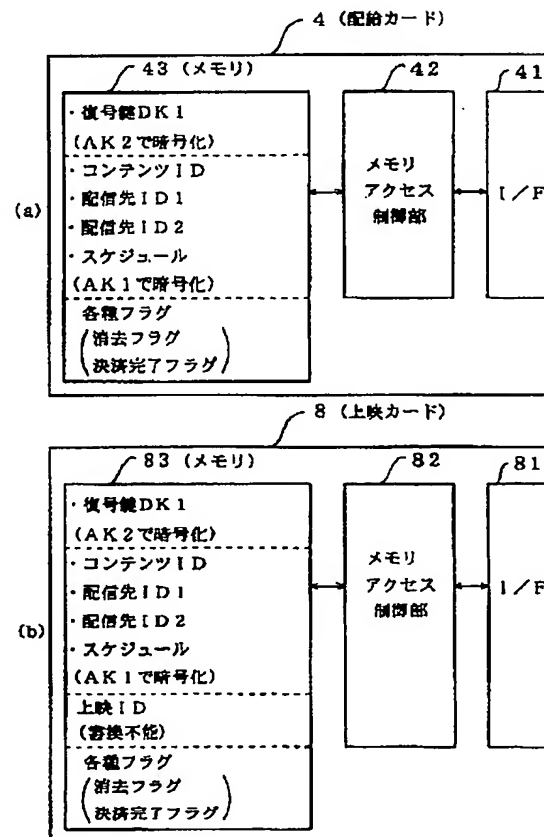 4 (配給カード)
43 (メモリ)
42
41
・復号鍵DK1
(AK2で暗号化)
・コンテンツID
・配信先ID1
・配信先ID2
・スケジュール
(AK1で暗号化)
各種フラグ
(消去フラグ
決済完了フラグ)
メモリ
アクセス
制御部
I/F
(a)
8 (上映カード)
83 (メモリ)
82
81
・復号鍵DK1
(AK2で暗号化)
・コンテンツID
・配信先ID1
・配信先ID2
・スケジュール
(AK1で暗号化)
上映ID
(書換不能)
各種フラグ
(消去フラグ
決済完了フラグ)
メモリ
アクセス
制御部
I/F
(b)